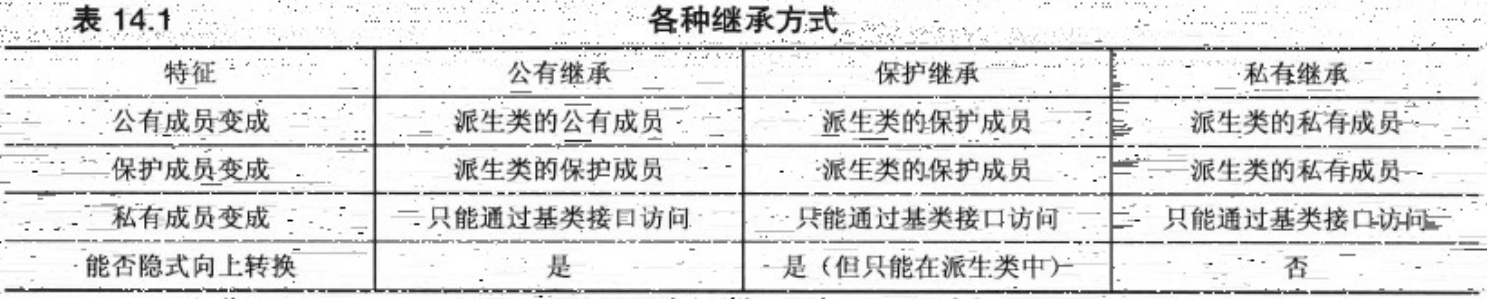 表 14.1 各种继承方式
特征 公有继承 保护继承 私有继承
公有成员变成 派生类的公有成员 派生类的保护成员 派生类的私有成员
保护成员变成 派生类的保护成员 派生类的保护成员 派生类的私有成员
私有成员变成 只能通过基类接口访问 只能通过基类接口访问 只能通过基类接口访问
能否隐式向上转换 是 是（但只能在派生类中） 否